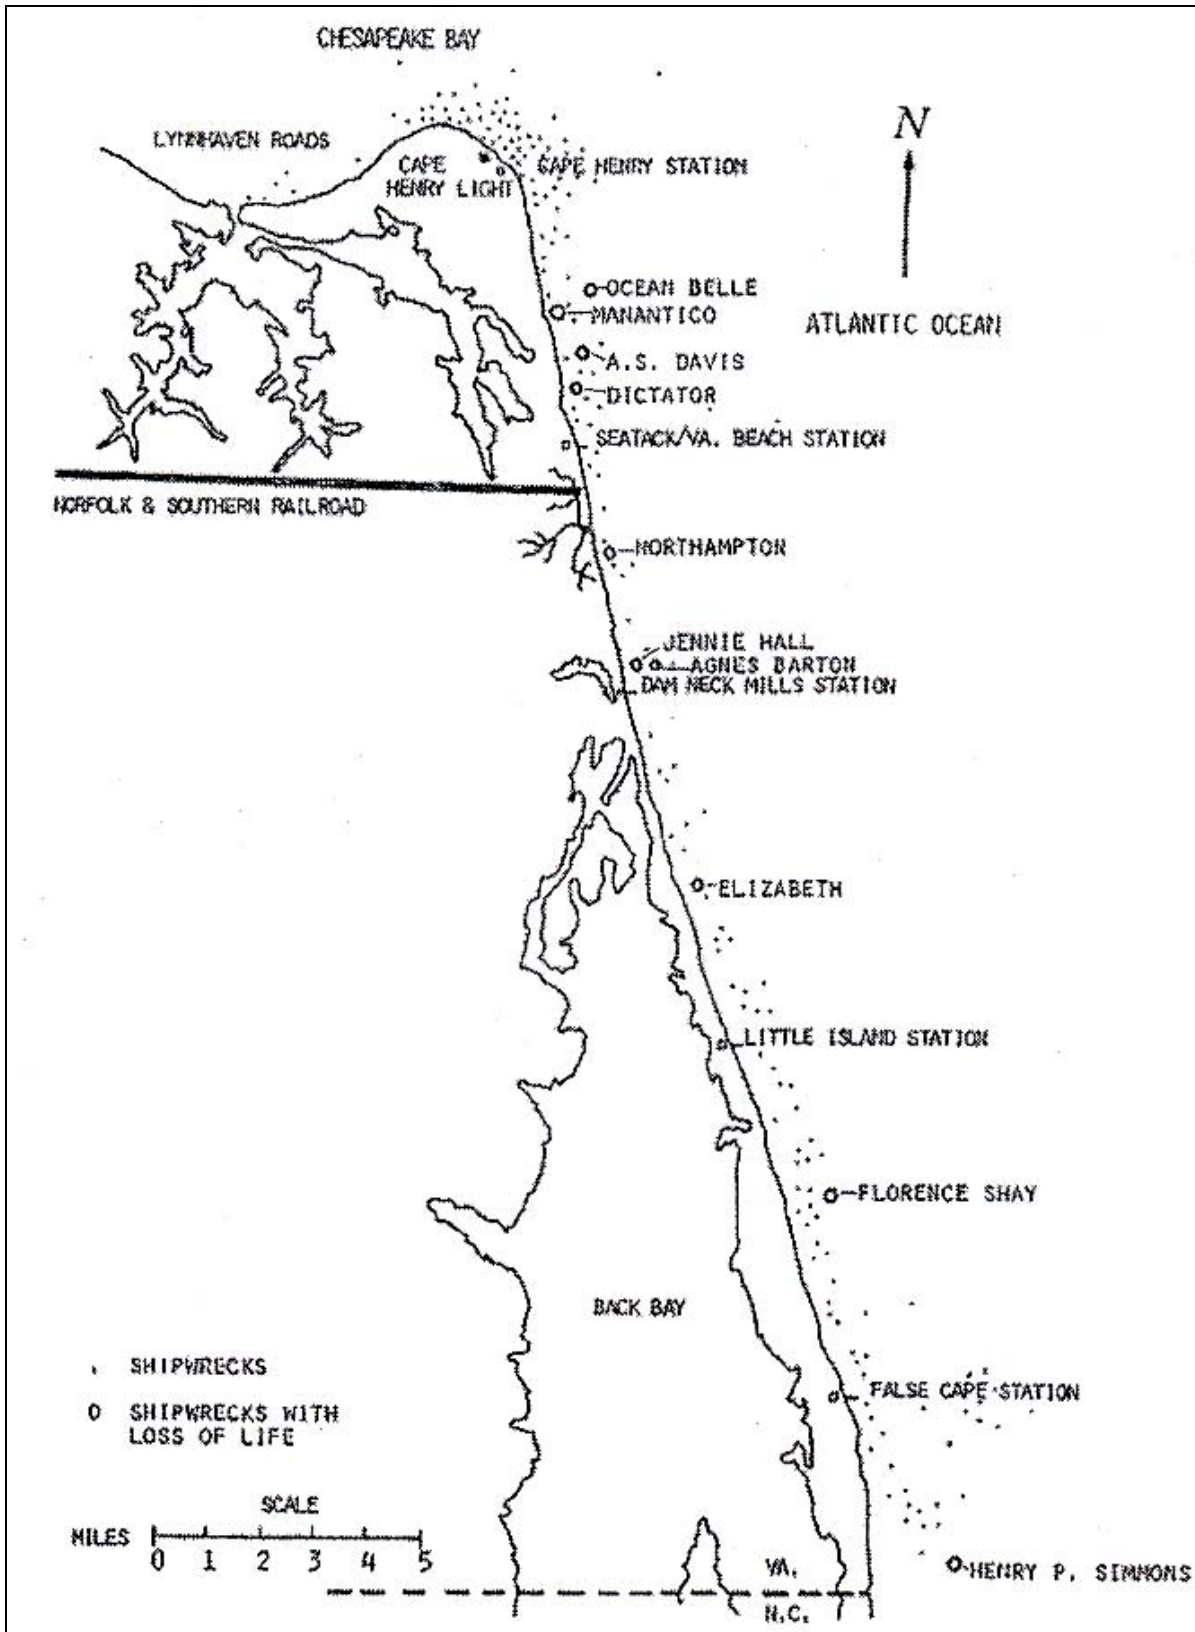 CHESAPEAKE BAY
LYNNHAVEN ROADS
N
CAPE
HENRY LIGHT
CAPE HENRY STATION
OCEAN BELLE
MANANTICO
ATLANTIC OCEAN
A.S. DAVIS
DICTATOR
SEATACK/VA. BEACH STATION
NORFOLK & SOUTHERN RAILROAD
NORTHAMPTON
JENNIE HALL
AGNES BARTON
DAM NECK MILLS STATION
ELIZABETH
LITTLE ISLAND STATION
FLORENCE SHAY
BACK BAY
SHIPWRECKS
FALSE CAPE STATION
O SHIPWRECKS WITH
LOSS OF LIFE
SCALE
MILES
0 1 2 3 4 5
HENRY P. SIMMONS
VA.
N.C.